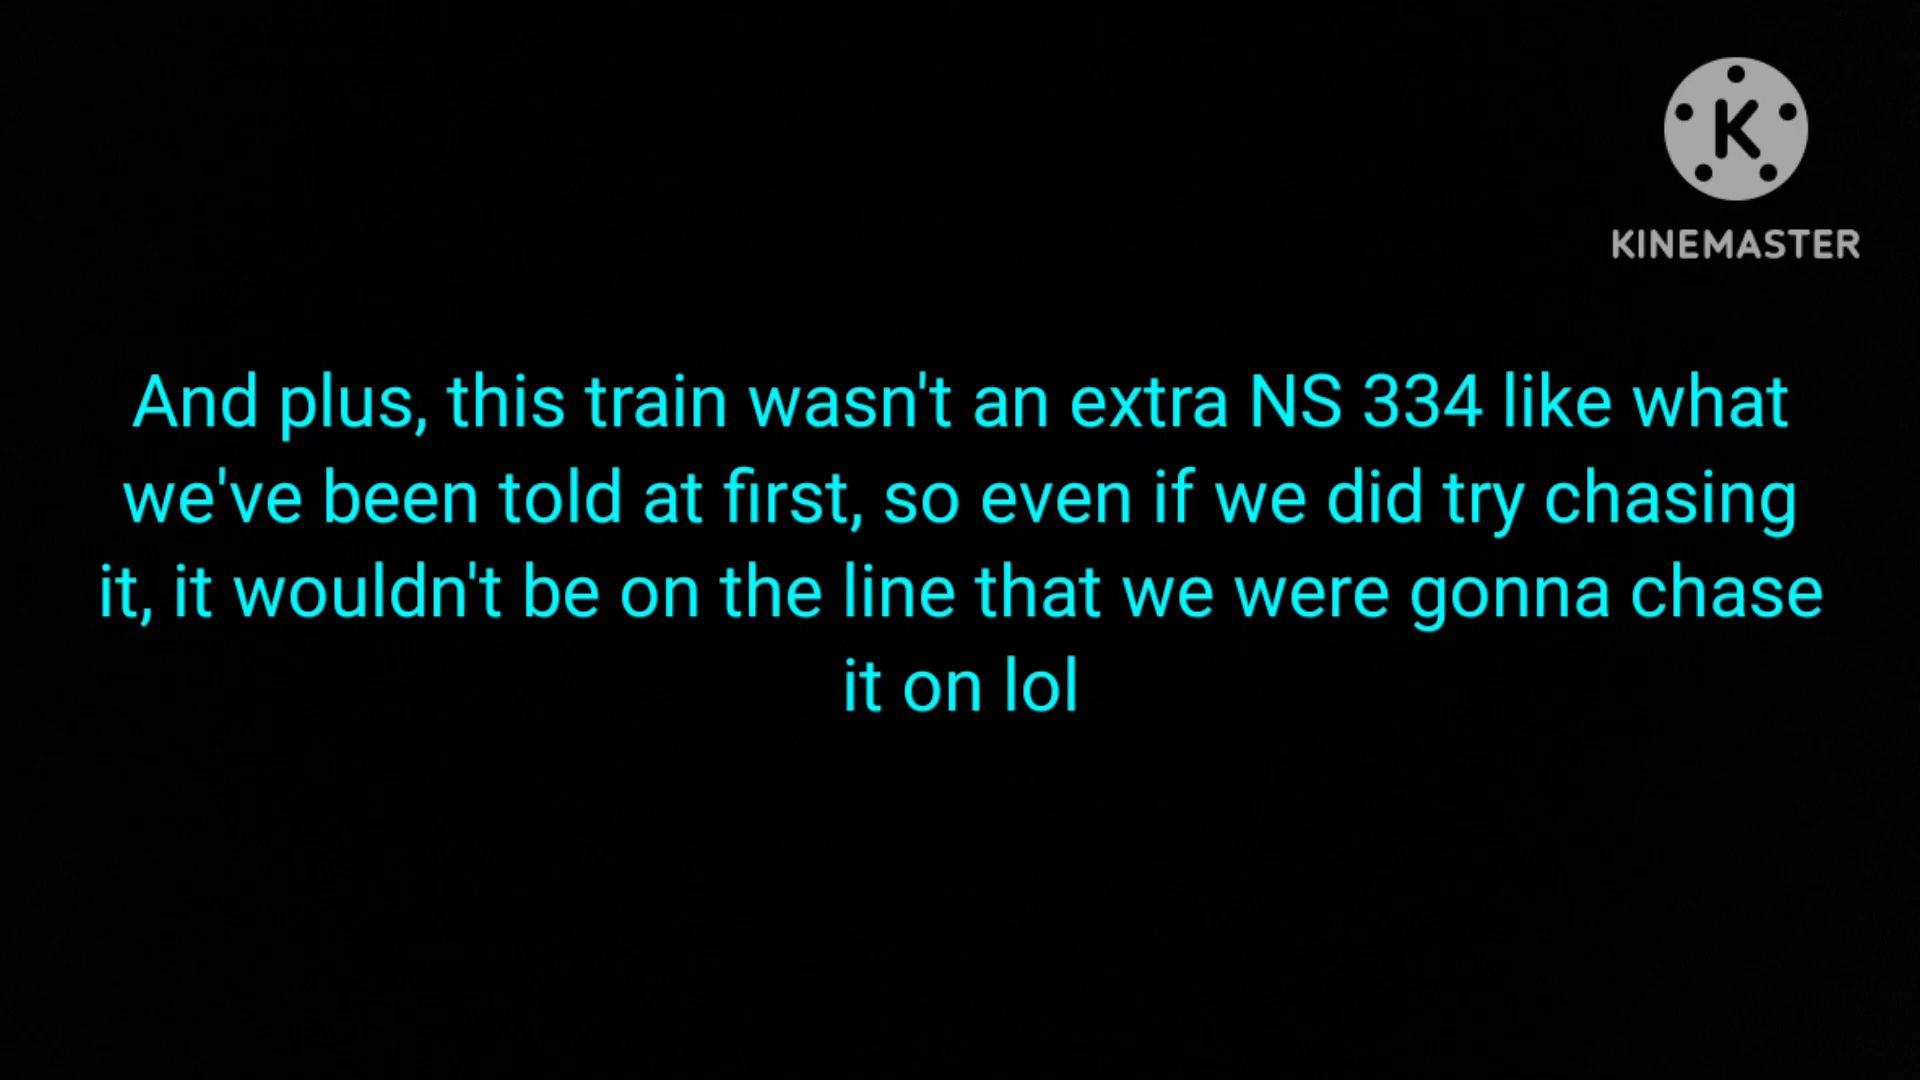 K
KINEMASTER
And plus, this train wasn't an extra NS 334 like what
we've been told at first, so even if we did try chasing
it, it wouldn't be on the line that we were gonna chase
it on lol